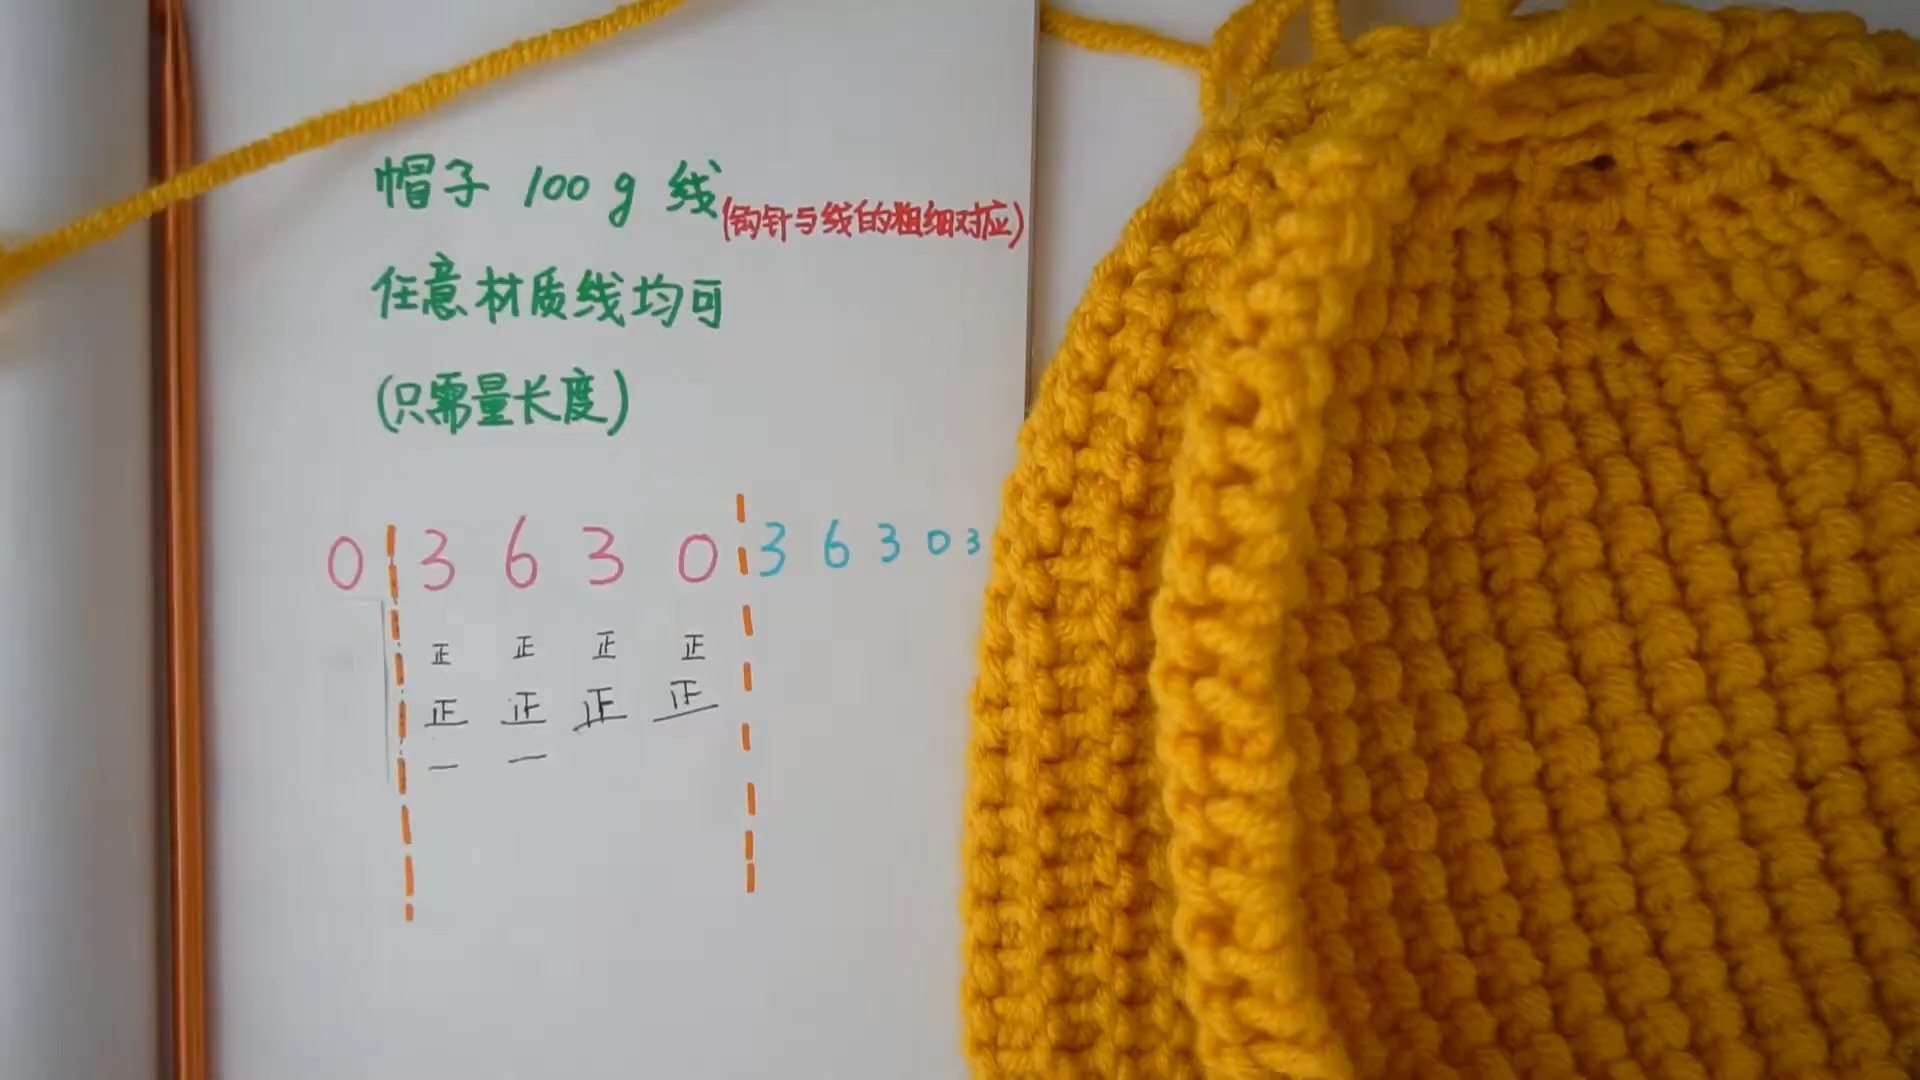 帽子 100g 线(钩针与线的粗细对应)
任意材质线均可
(只需量长度)
0 3 6 3 0 3 6 3 0 3
正 正 正 正
正 正 正 正
一 一